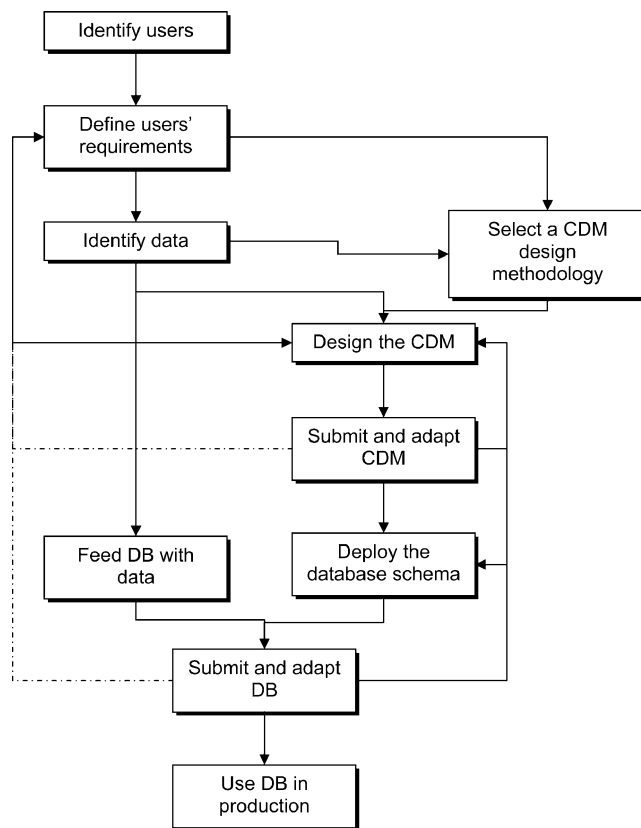 Identify users
Define users'
requirements
Identify data
Select a CDM
design
methodology
Design the CDM
Submit and adapt
CDM
Feed DB with
data
Deploy the
database schema
Submit and adapt
DB
Use DB in
production